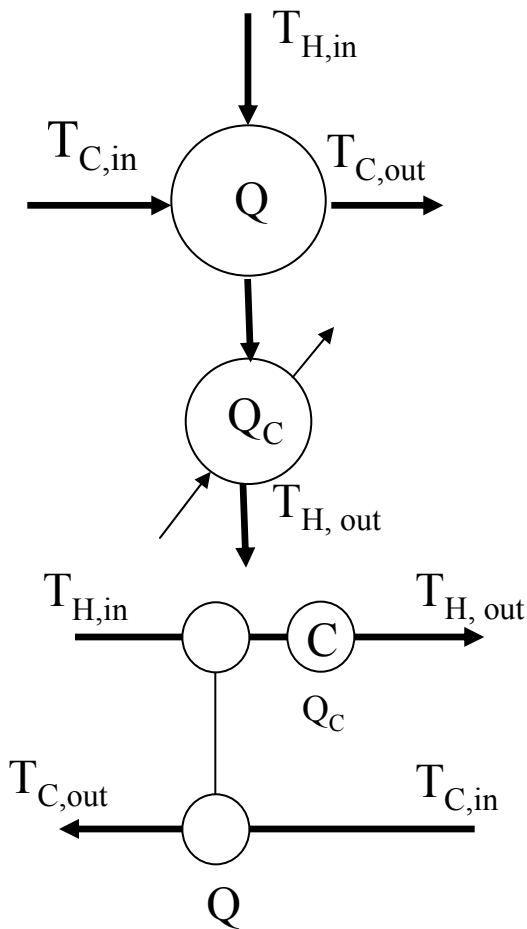 T_H,in
T_C,in
T_C,out
Q
Q_C
T_H, out
T_H,in
T_H, out
C
Q_C
T_C,out
T_C,in
Q